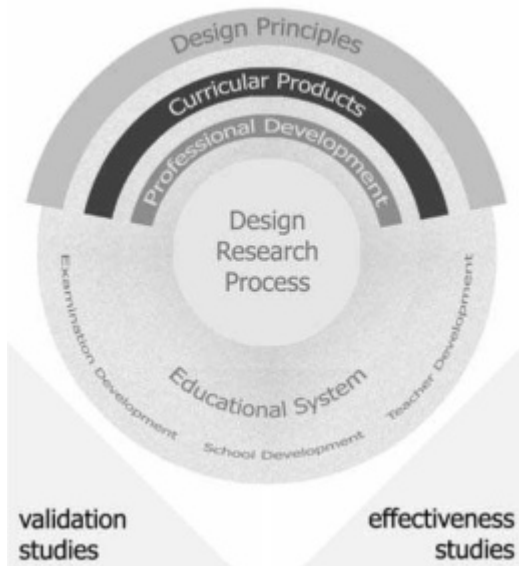 Design Principles
Curricular Products
Professional Development
Design
Research
Process
Educational System
Examination Development
School Development
Teacher Development
validation
studies
effectiveness
studies